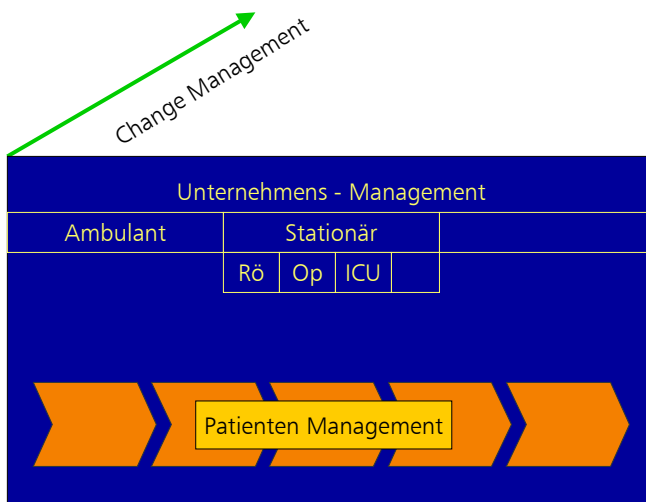 Change Management
Unternehmens - Management
Ambulant Stationär
Rö Op ICU
Patienten Management